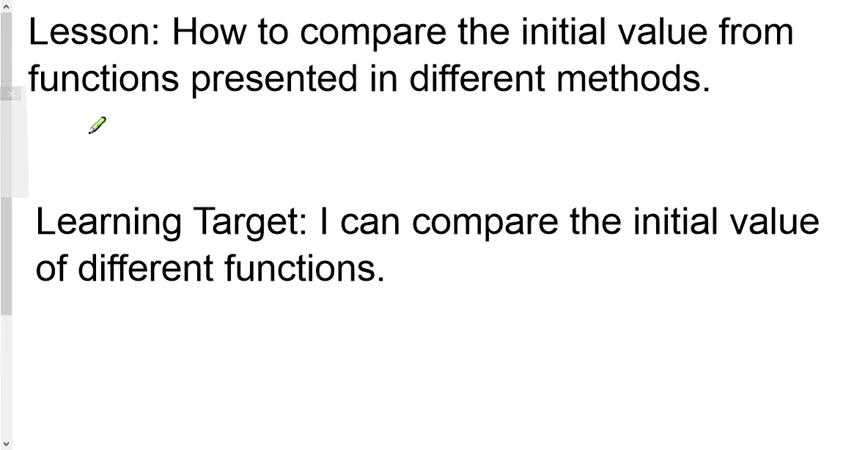 Lesson: How to compare the initial value from
functions presented in different methods.
Learning Target: I can compare the initial value
of different functions.